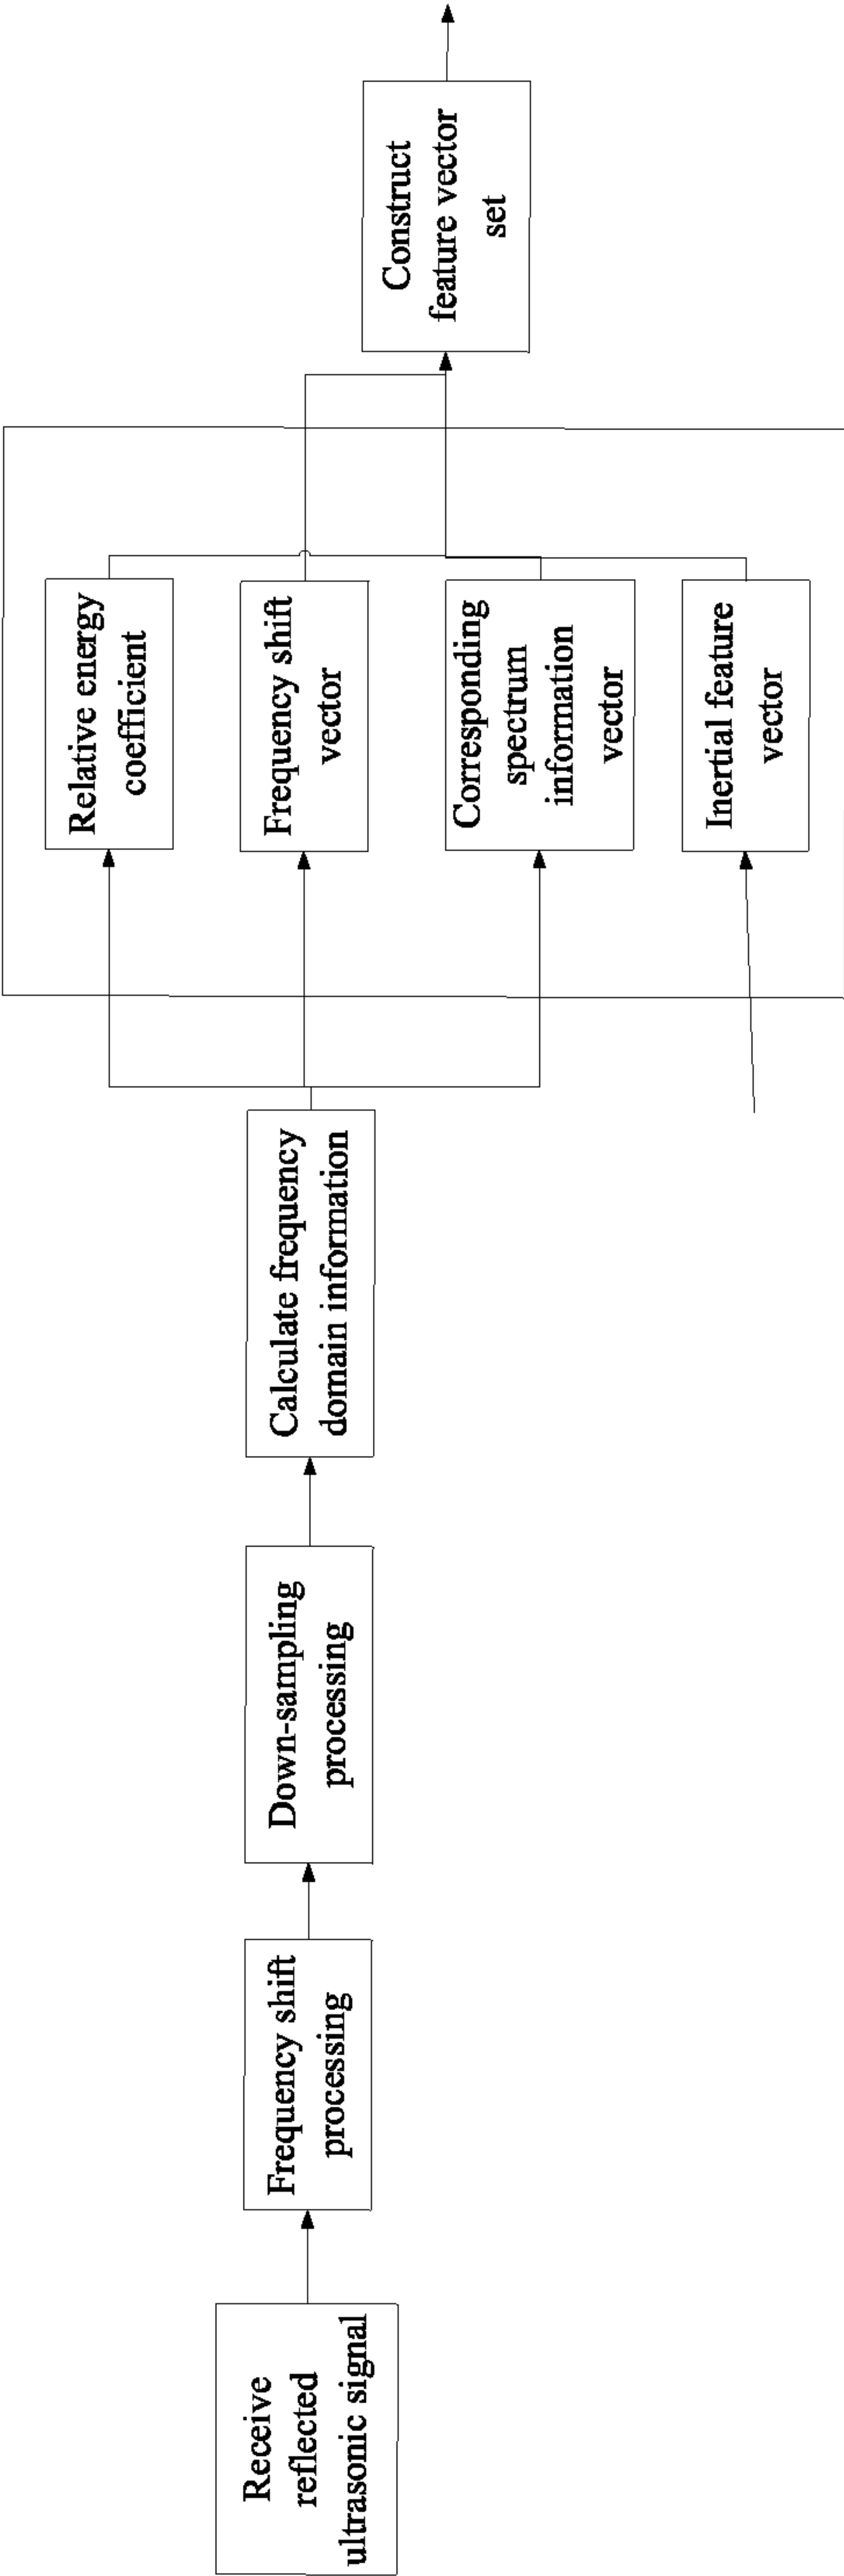 Receive
reflected
ultrasonic signal
Frequency shift
processing
Down-sampling
processing
Calculate frequency
domain information
Relative energy
coefficient
Frequency shift
vector
Corresponding
spectrum
information
vector
Inertial feature
vector
Construct
feature vector
set